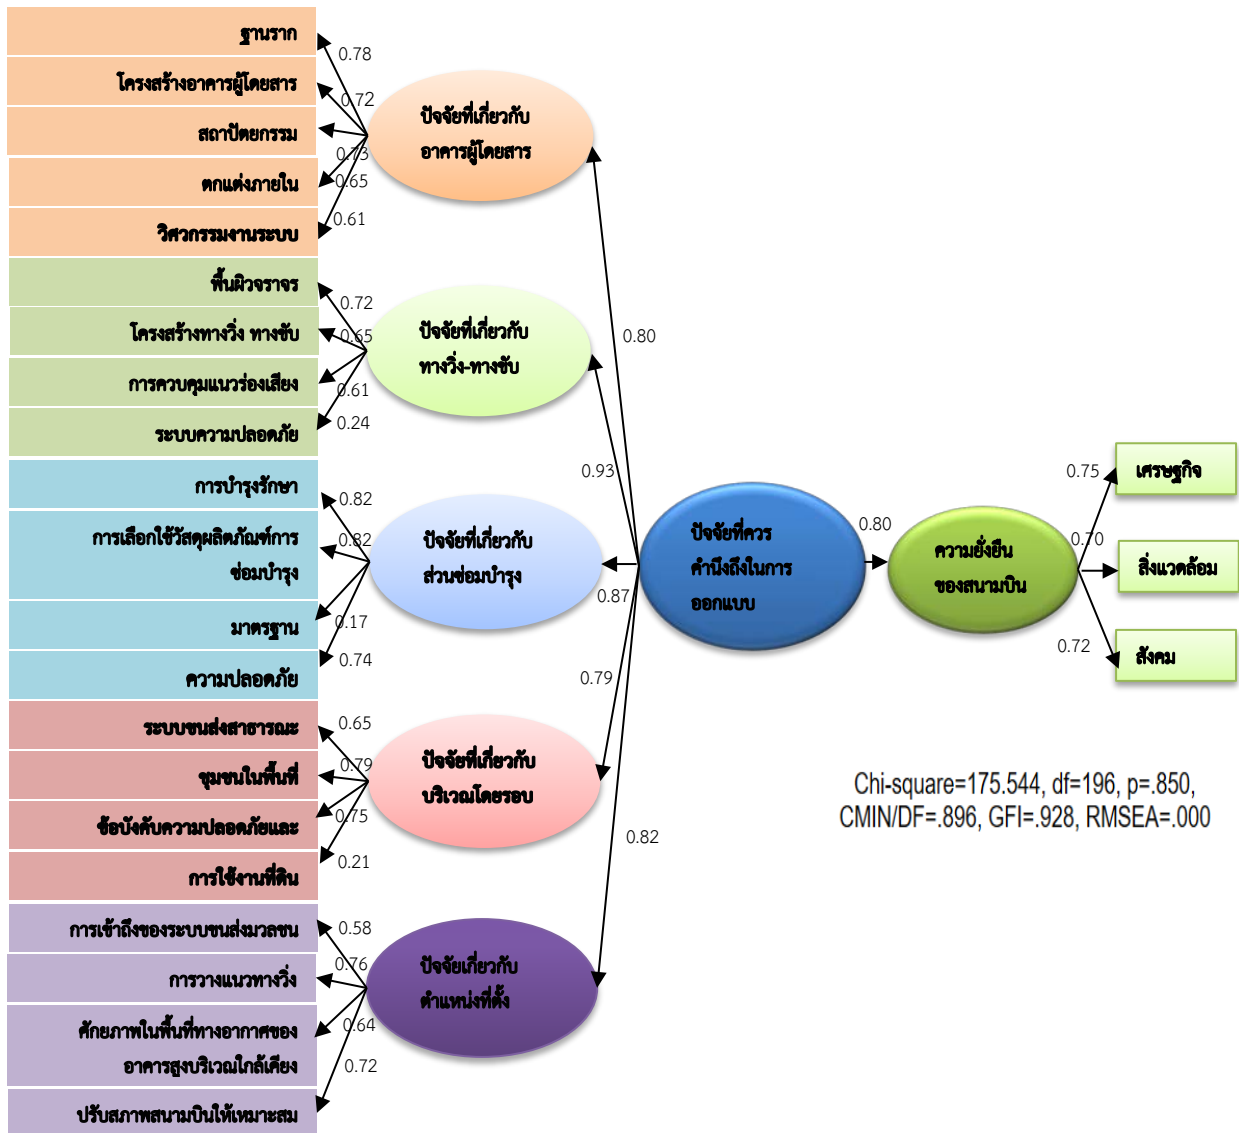 ฐานราก
โครงสร้างอาคารผู้โดยสาร
สถาปัตยกรรม
ตกแต่งภายใน
วิศวกรรมงานระบบ
0.78
0.72
0.73
0.65
0.61
ปัจจัยที่เกี่ยวกับ
อาคารผู้โดยสาร
พื้นผิวจราจร
โครงสร้างทางวิ่ง ทางขับ
การควบคุมแนวร่องเสียง
ระบบความปลอดภัย
0.72
0.65
0.61
0.24
ปัจจัยที่เกี่ยวกับ
ทางวิ่ง-ทางขับ
การบำรุงรักษา
การเลือกใช้วัสดุผลิตภัณฑ์การ
ซ่อมบำรุง
มาตรฐาน
ความปลอดภัย
0.82
0.82
0.17
0.74
ปัจจัยที่เกี่ยวกับ
ส่วนซ่อมบำรุง
ระบบขนส่งสาธารณะ
ชุมชนในพื้นที่
ข้อบังคับความปลอดภัยและ
การใช้งานที่ดิน
0.65
0.79
0.75
0.21
ปัจจัยที่เกี่ยวกับ
บริเวณโดยรอบ
การเข้าถึงของระบบขนส่งมวลชน
การวางแนวทางวิ่ง
ศักยภาพในพื้นที่ทางอากาศของ
อาคารสูงบริเวณใกล้เคียง
ปรับสภาพสนามบินให้เหมาะสม
0.58
0.76
0.64
0.72
ปัจจัยเกี่ยวกับ
ตำแหน่งที่ตั้ง
0.80
0.93
0.87
0.79
0.82
ปัจจัยที่ควร
คำนึงถึงในการ
ออกแบบ
0.80
ความยั่งยืน
ของสนามบิน
0.75
0.70
0.72
เศรษฐกิจ
สิ่งแวดล้อม
สังคม
Chi-square=175.544, df=196, p=.850,
CMIN/DF=.896, GFI=.928, RMSEA=.000